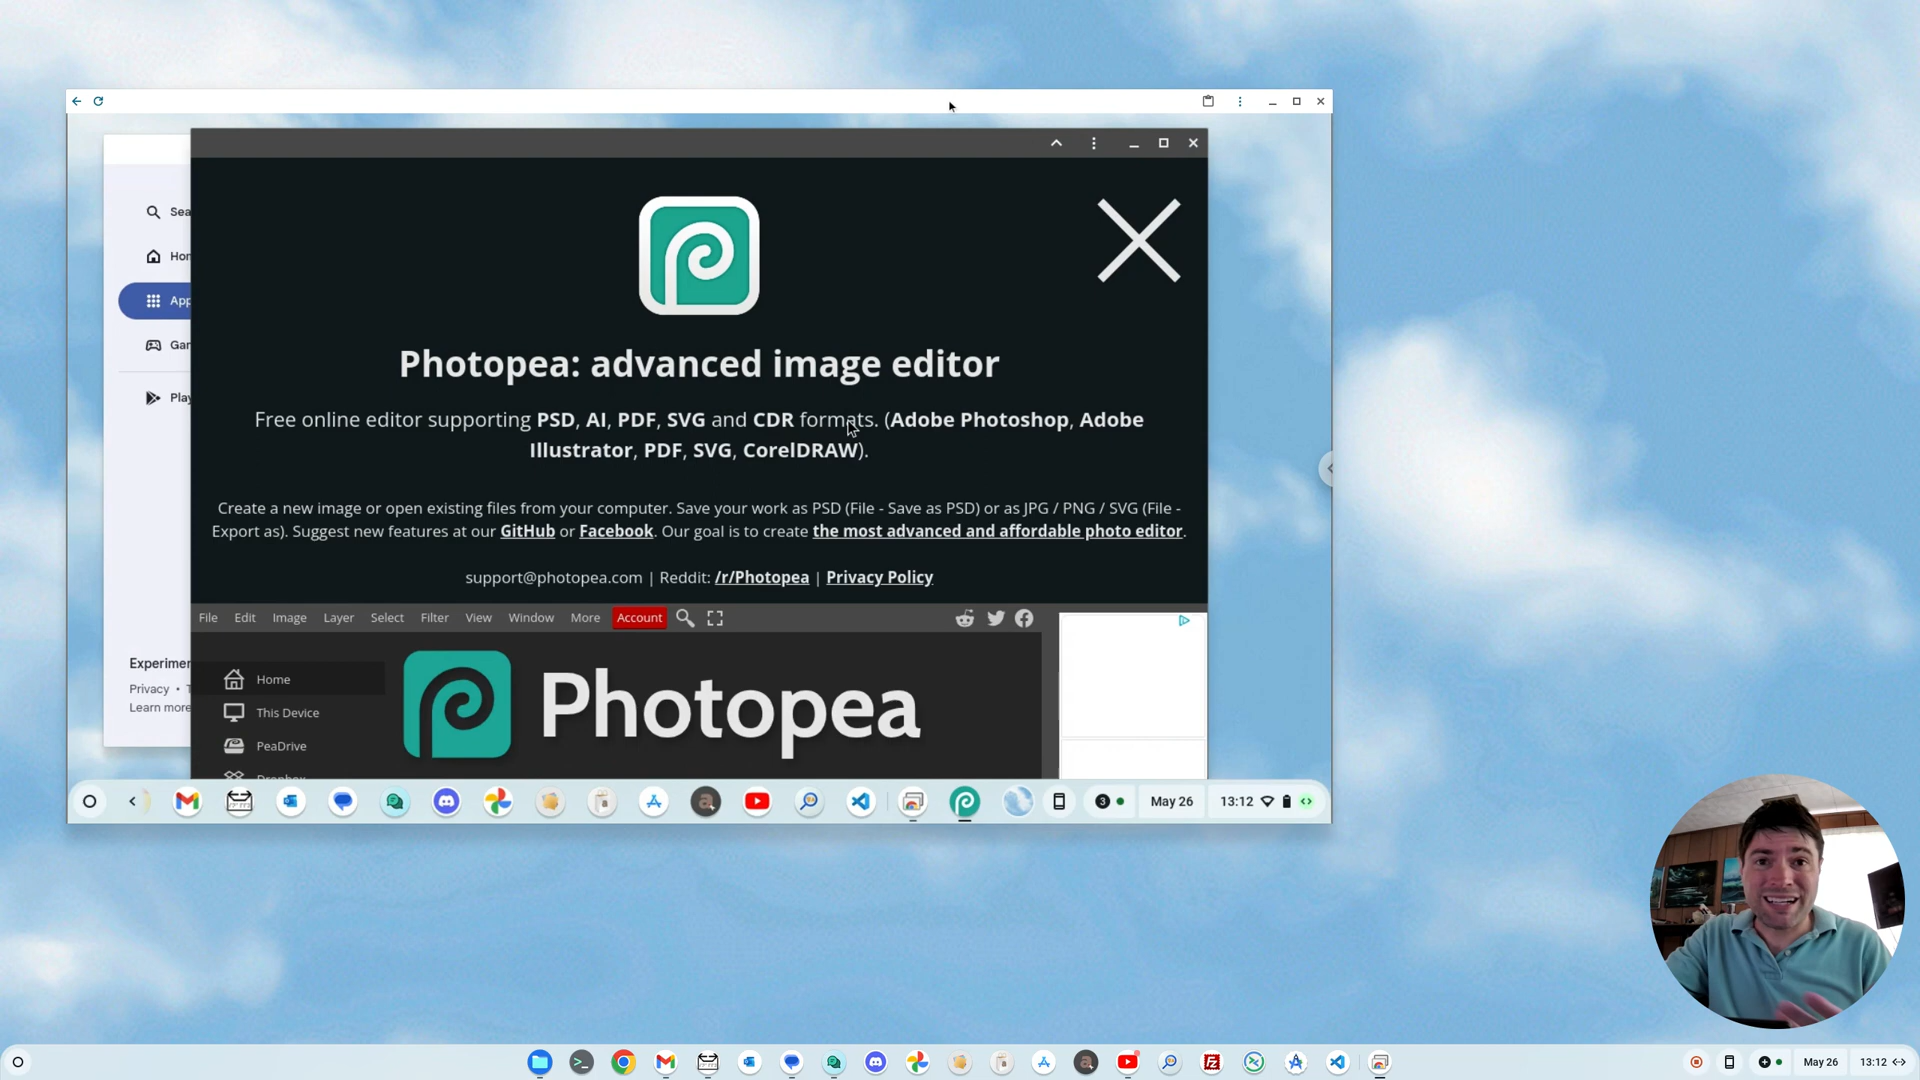 Sea
Hor
App
Gar
Play
Experimer
Privacy • T
Learn more
Photopea: advanced image editor
Free online editor supporting PSD, AI, PDF, SVG and CDR formats. (Adobe Photoshop, Adobe
Illustrator, PDF, SVG, CorelDRAW).
Create a new image or open existing files from your computer. Save your work as PSD (File - Save as PSD) or as JPG / PNG / SVG (File -
Export as). Suggest new features at our GitHub or Facebook. Our goal is to create the most advanced and affordable photo editor.
support@photopea.com | Reddit: /r/Photopea | Privacy Policy
File Edit Image Layer Select Filter View Window More Account
Home
This Device
PeaDrive
Dropbox
Photopea
3
May 26
13:12
May 26
13:12